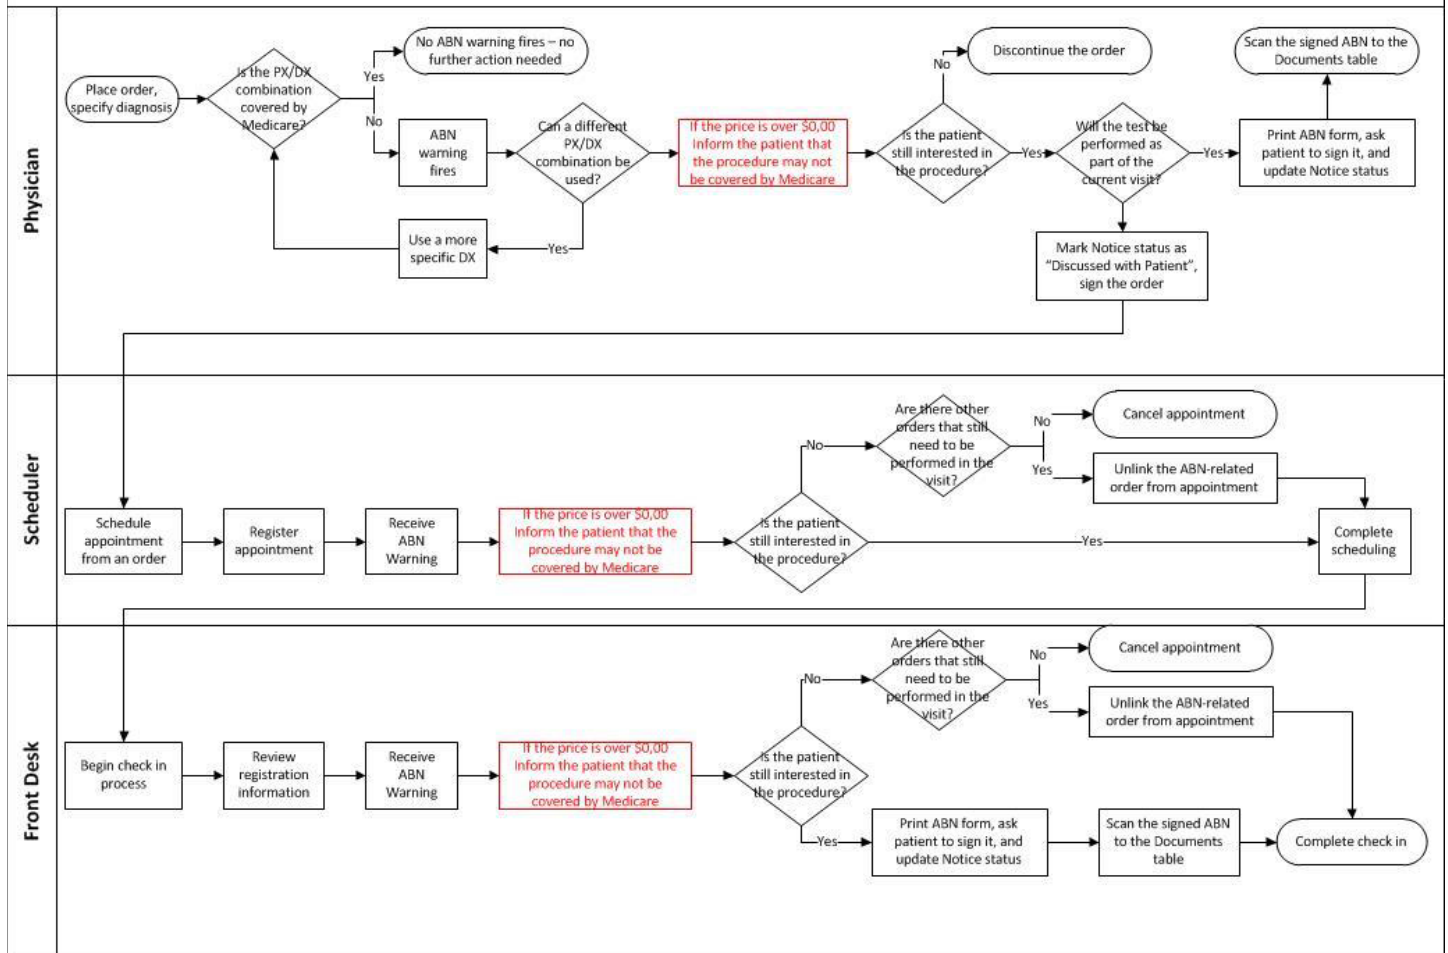 Physician
Place order,
specify diagnosis
Is the PX/DX
combination
covered by
Medicare?
Yes
No ABN warning fires – no
further action needed
No
ABN
warning
fires
Can a different
PX/DX
combination be
used?
Yes
Use a more
specific DX
If the price is over $0,00
Inform the patient that
the procedure may not
be covered by Medicare
Is the patient
still interested in
the procedure?
No
Discontinue the order
Yes
Will the test be
performed as
part of the
current visit?
Yes
Print ABN form, ask
patient to sign it, and
update Notice status
Scan the signed ABN to the
Documents table
Mark Notice status as
“Discussed with Patient”,
sign the order
Scheduler
Schedule
appointment
from an order
Register
appointment
Receive
ABN
Warning
If the price is over $0,00
Inform the patient that the
procedure may not be
covered by Medicare
Is the patient
still interested in
the procedure?
No
Are there other
orders that still
need to be
performed in the
visit?
No
Cancel appointment
Yes
Unlink the ABN-related
order from appointment
Yes
Complete
scheduling
Front Desk
Begin check in
process
Review
registration
information
Receive
ABN
Warning
If the price is over $0,00
Inform the patient that the
procedure may not be
covered by Medicare
Is the patient
still interested in
the procedure?
No
Are there other
orders that still
need to be
performed in the
visit?
No
Cancel appointment
Yes
Unlink the ABN-related
order from appointment
Yes
Print ABN form, ask
patient to sign it, and
update Notice status
Scan the signed ABN
to the Documents
table
Complete check in